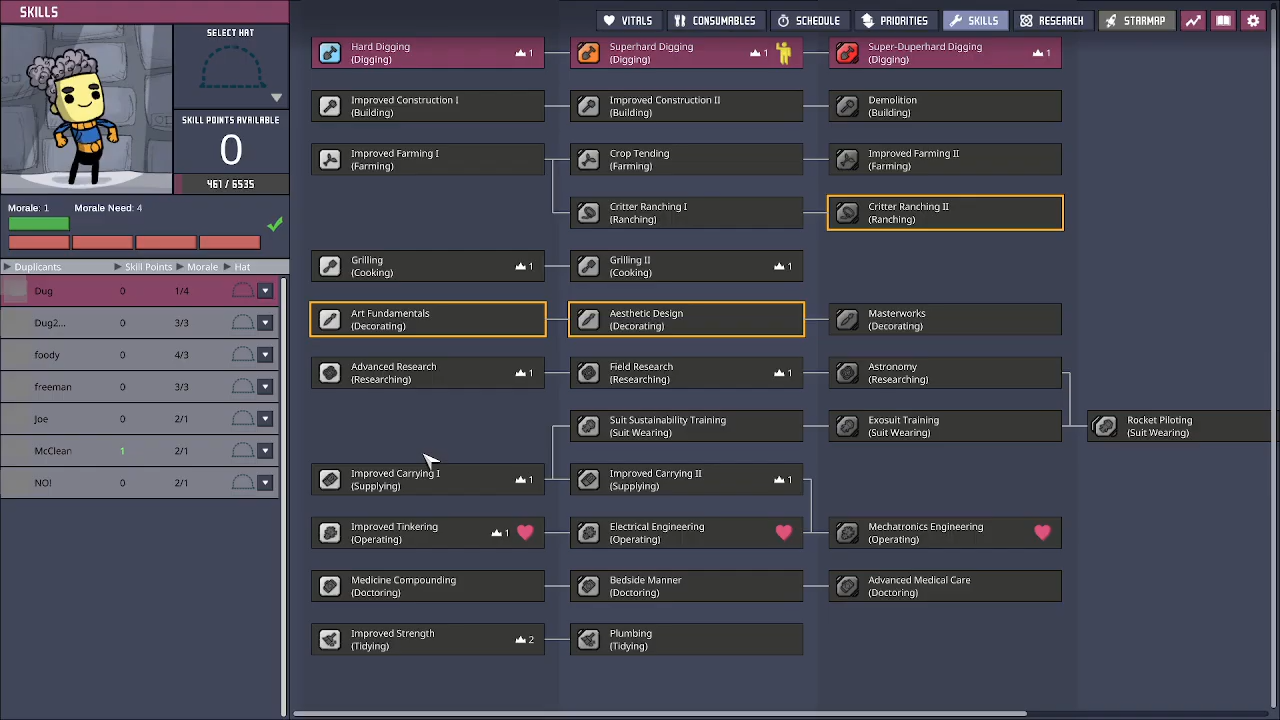 SKILLS
VITALS
CONSUMABLES
SCHEDULE
PRIORITIES
SKILLS
RESEARCH
STARMAP
SELECT HAT
SKILL POINTS AVAILABLE
0
461 / 6535
Morale: 1
Morale Need: 4
Duplicants
Skill Points
Morale
Hat
Dug
0
1/4
Dug2...
0
3/3
foody
0
4/3
freeman
0
3/3
Joe
0
2/1
McClean
1
2/1
NOI
0
2/1
Hard Digging
(Digging)
1
Superhard Digging
(Digging)
1
Super-Duperhard Digging
(Digging)
1
Improved Construction I
(Building)
Improved Construction II
(Building)
Demolition
(Building)
Improved Farming I
(Farming)
Crop Tending
(Farming)
Improved Farming II
(Farming)
Critter Ranching I
(Ranching)
Critter Ranching II
(Ranching)
Grilling
(Cooking)
1
Grilling II
(Cooking)
1
Art Fundamentals
(Decorating)
Aesthetic Design
(Decorating)
Masterworks
(Decorating)
Advanced Research
(Researching)
1
Field Research
(Researching)
1
Astronomy
(Researching)
Suit Sustainability Training
(Suit Wearing)
Exosuit Training
(Suit Wearing)
Rocket Piloting
(Suit Wearing)
Improved Carrying I
(Supplying)
1
Improved Carrying II
(Supplying)
1
Improved Tinkering
(Operating)
1
Electrical Engineering
(Operating)
Mechatronics Engineering
(Operating)
Medicine Compounding
(Doctoring)
Bedside Manner
(Doctoring)
Advanced Medical Care
(Doctoring)
Improved Strength
(Tidying)
2
Plumbing
(Tidying)